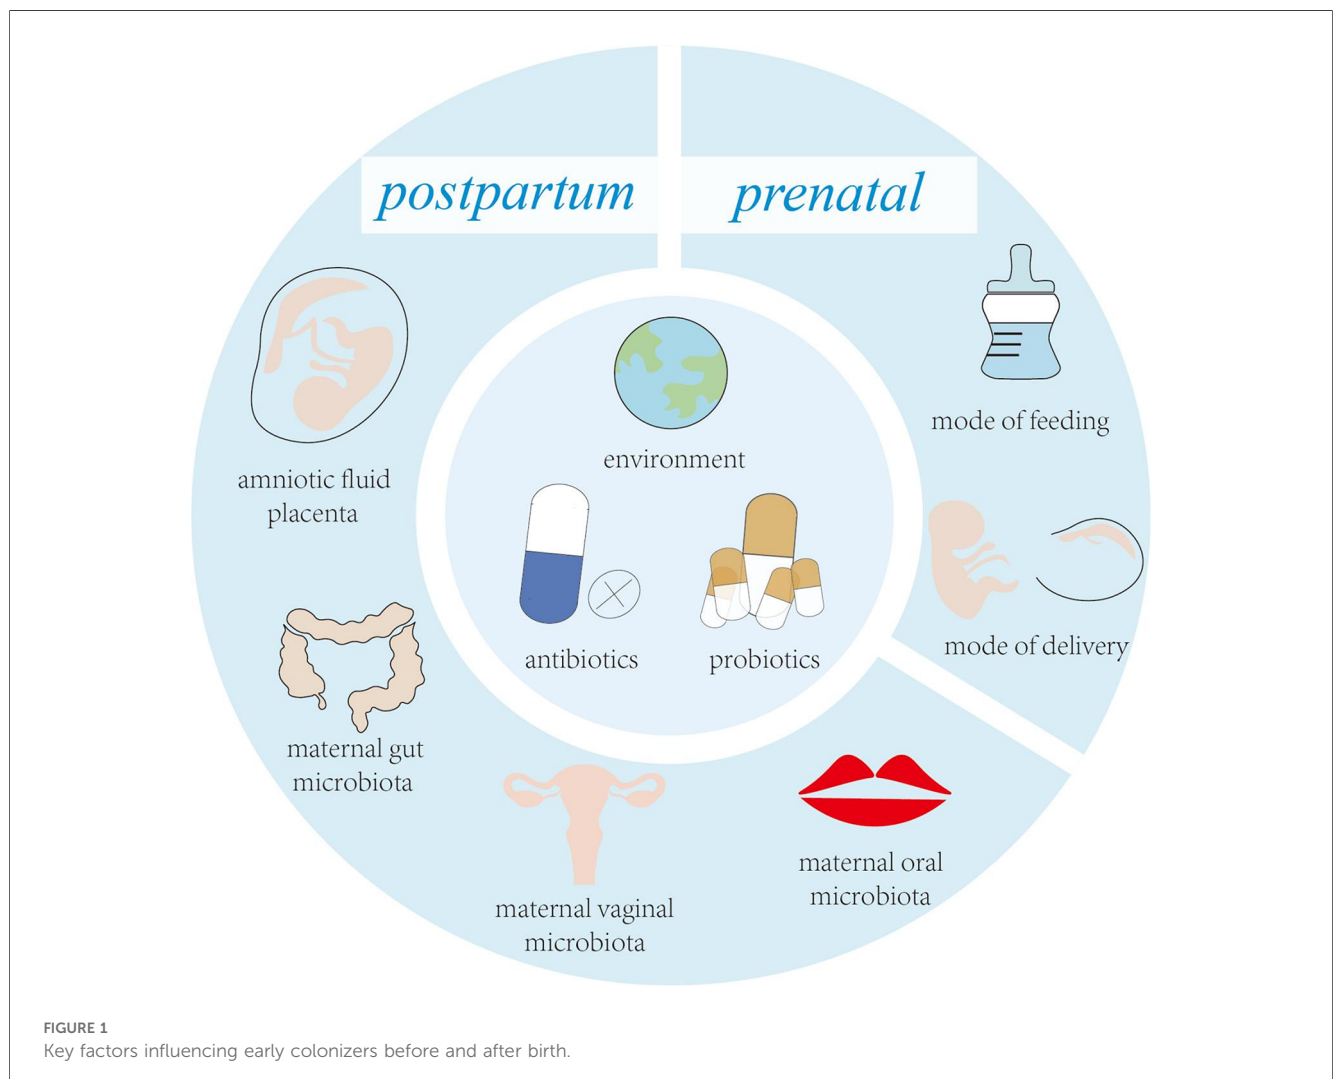 postpartum
prenatal
mode of feeding
amniotic fluid
placenta
environment
mode of delivery
antibiotics
probiotics
maternal gut
microbiota
maternal oral
microbiota
maternal vaginal
microbiota
FIGURE 1
Key factors influencing early colonizers before and after birth.